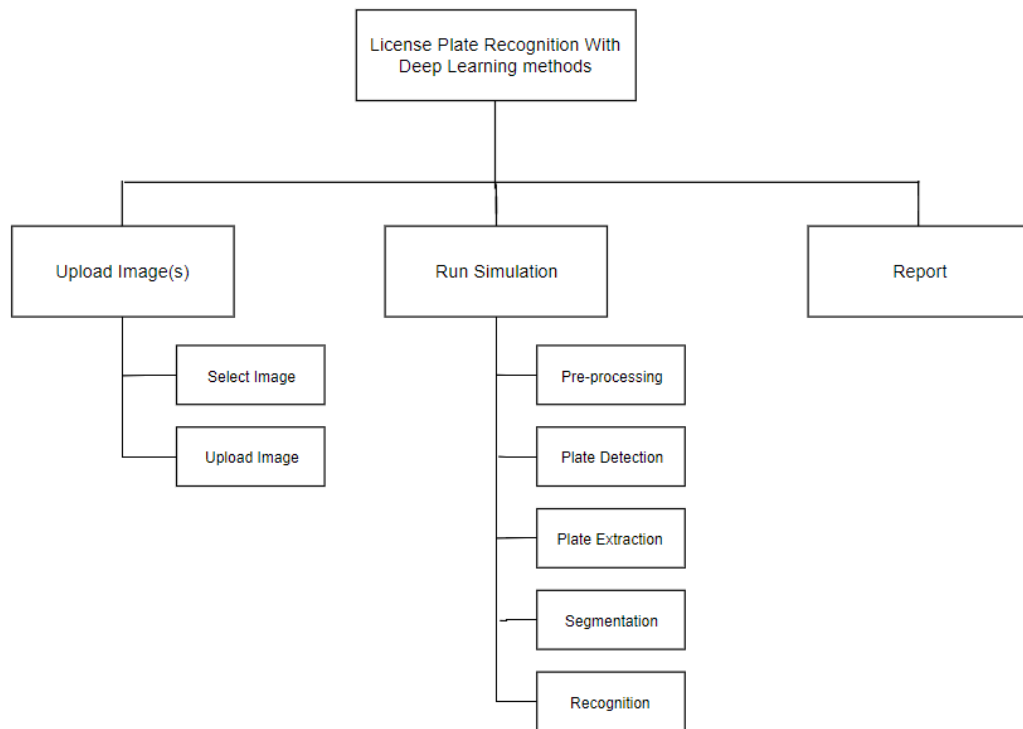 License Plate Recognition With
Deep Learning methods
Upload Image(s)
Run Simulation
Report
Select Image
Upload Image
Pre-processing
Plate Detection
Plate Extraction
Segmentation
Recognition